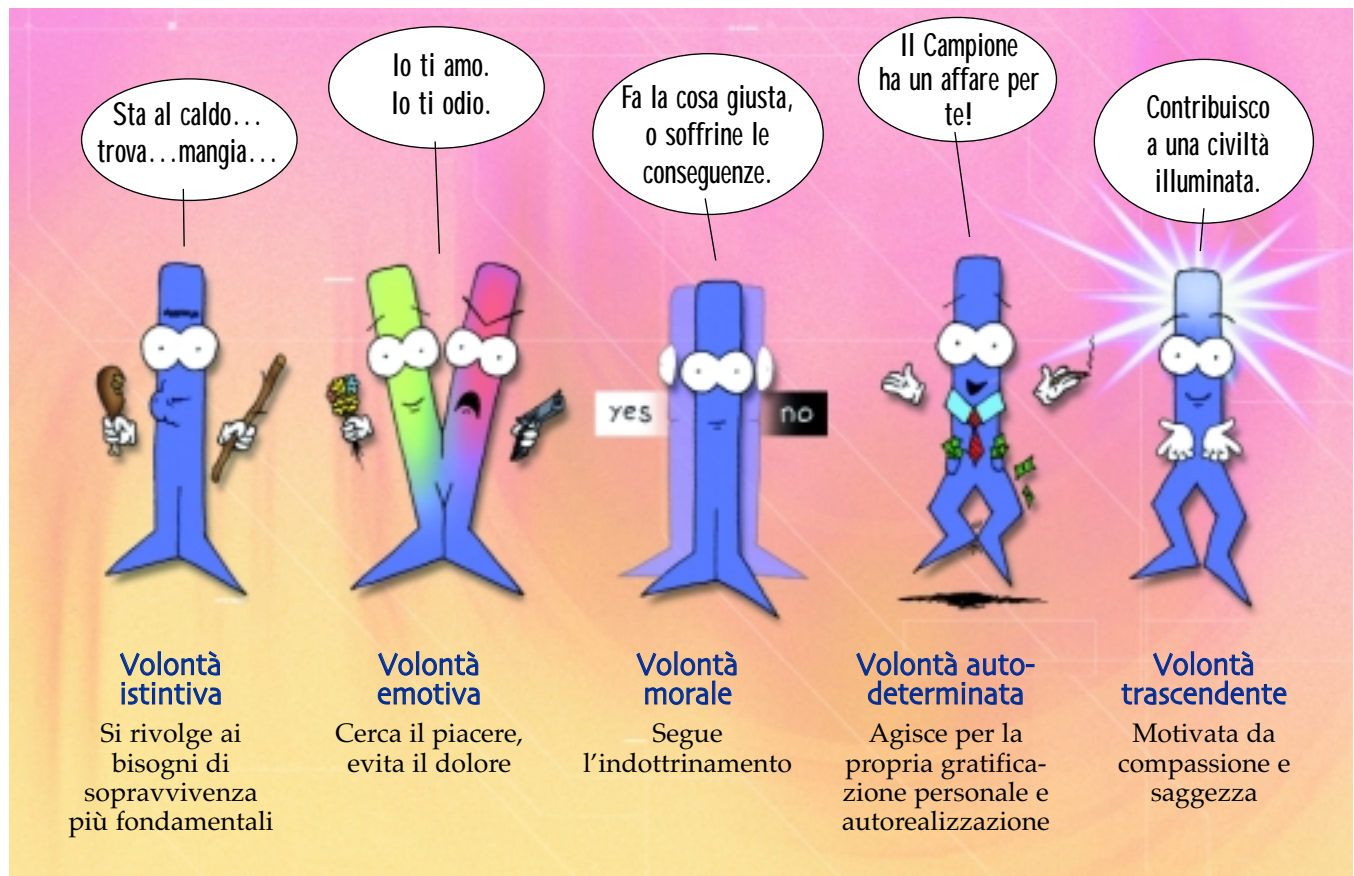 Sta al caldo…
trova…mangia…
Io ti amo.
Io ti odio.
Fa la cosa giusta,
o soffrine le
conseguenze.
Il Campione
ha un affare per
te!
Contribuisco
a una civiltà
illuminata.
yes
no
Volontà
istintiva
Si rivolge ai
bisogni di
sopravvivenza
più fondamentali
Volontà
emotiva
Cerca il piacere,
evita il dolore
Volontà
morale
Segue
l’indottrinamento
Volontà auto-
determinata
Agisce per la
propria gratifica-
zione personale e
autorealizzazione
Volontà
trascendente
Motivata da
compassione e
saggezza